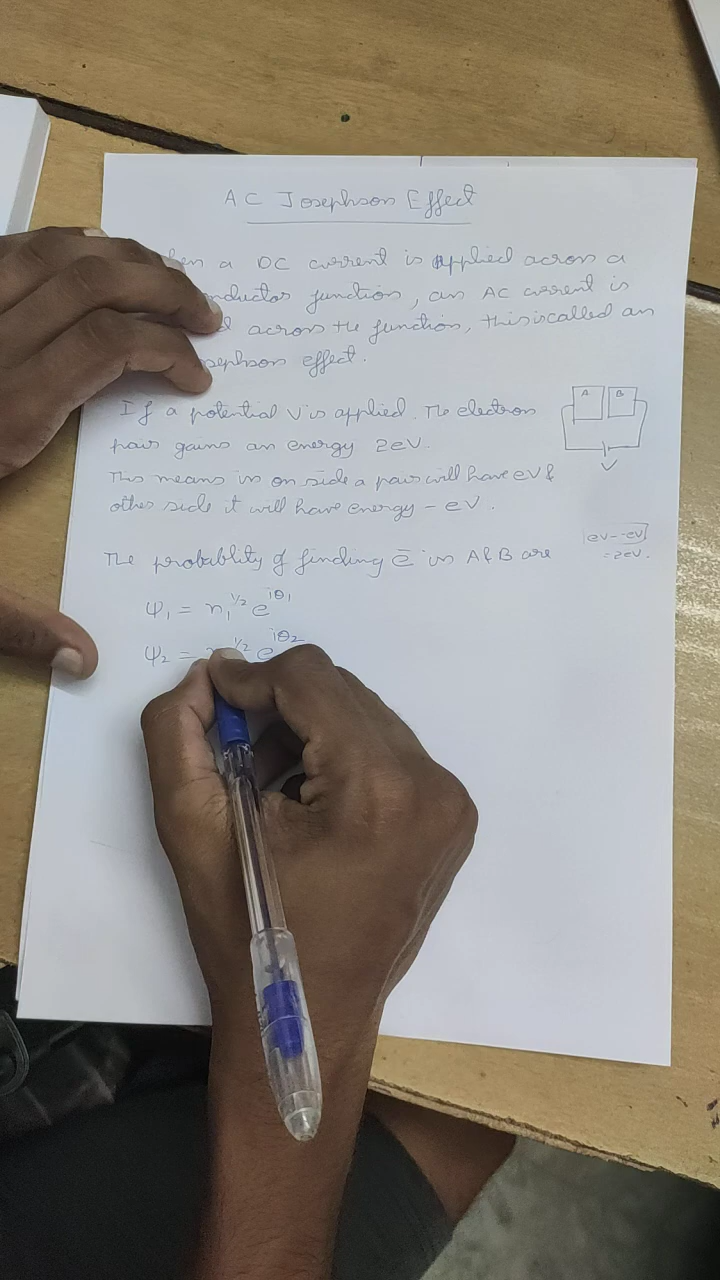 AC Josephson Effect
a DC current is applied across a
junction, an AC current is
across the junction, this is called an
effect.
If a potential V is applied. The electron
pair gains an energy 2eV.
This means in on side a pair will have eV &
other side it will have energy - eV.
A B
V
The probablity of finding e̅ in A & B are
eV - -eV
= 2eV.
ψ₁ = n₁^1/2 e^iθ₁
ψ₂ = ^1/2 e^iθ₂